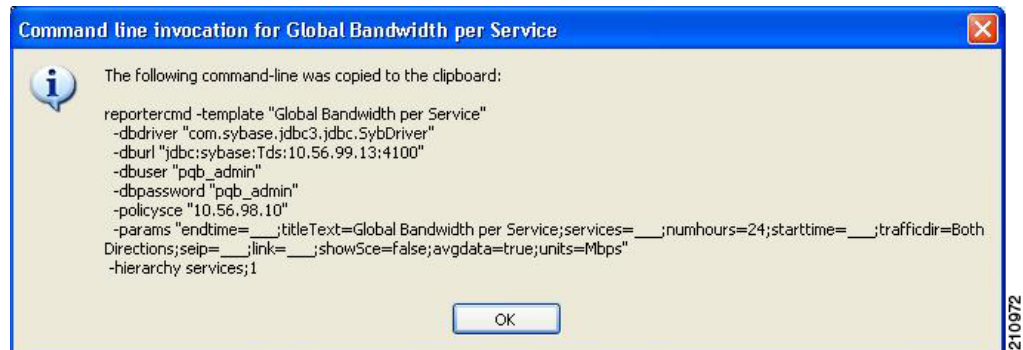 Command line invocation for Global Bandwidth per Service
The following command-line was copied to the clipboard:
reportercmd -template "Global Bandwidth per Service"
-dbdriver "com.sybase.jdbc3.jdbc.SybDriver"
-dburl "jdbc:sybase:Tds:10.56.99.13:4100"
-dbuser "pqb_admin"
-dbpassword "pqb_admin"
-policysce "10.56.98.10"
-params "endtime=___;titleText=Global Bandwidth per Service;services=___;numhours=24;starttime=___;trafficdir=Both
Directions;seip=___;link=___;showSce=false;avgdata=true;units=Mbps"
-hierarchy services;1
OK
210972